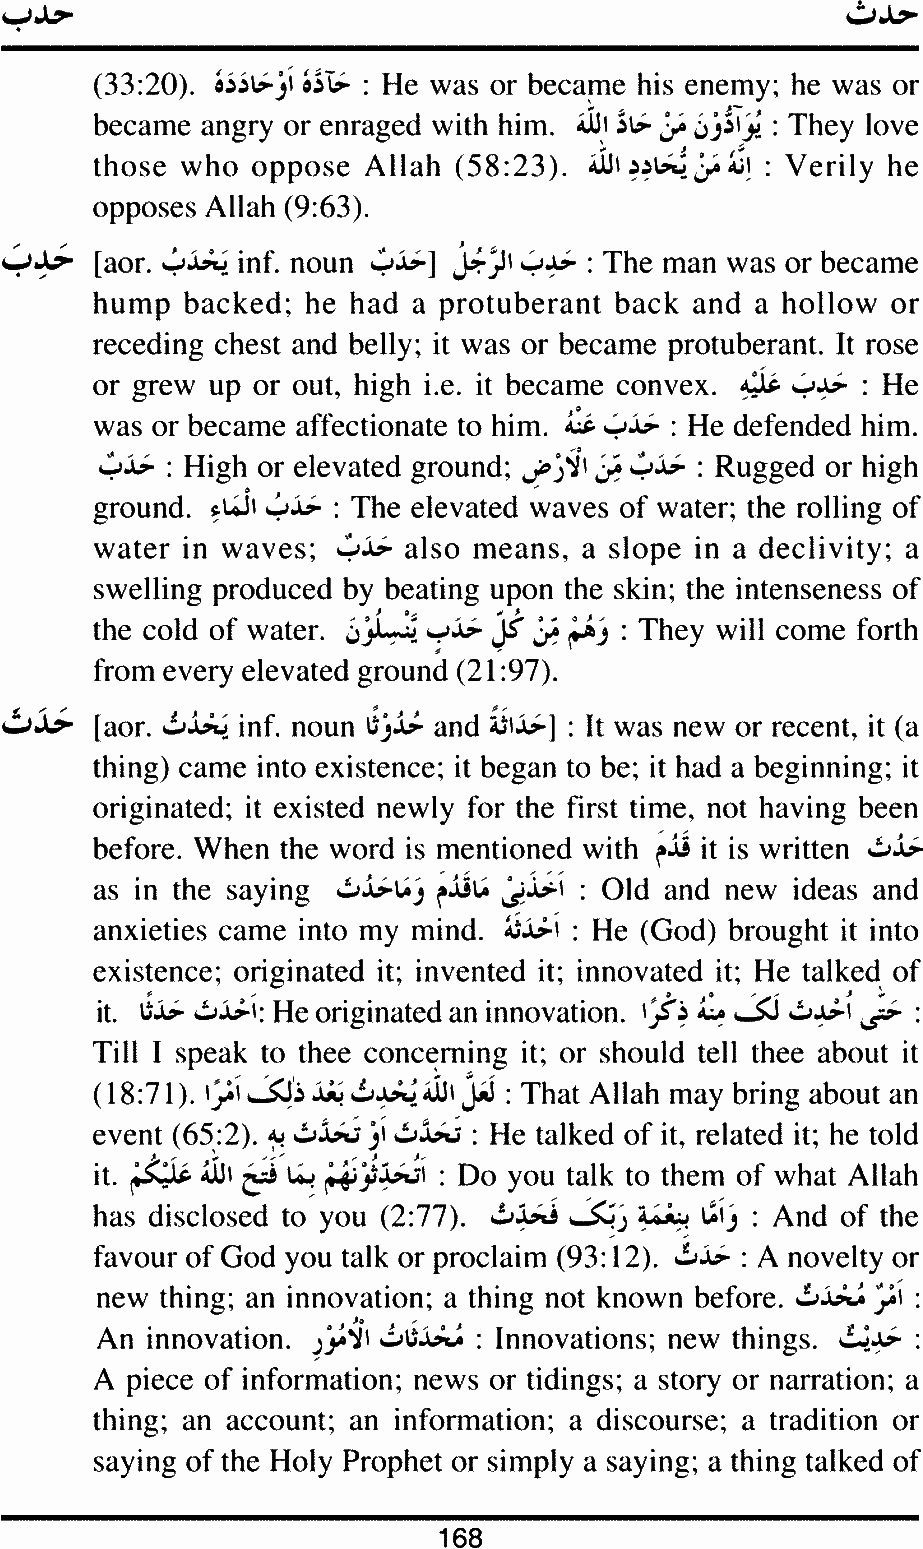 حدب حدث
(33:20). حَآدَّهٗ اَوْحَادَدَهٗ : He was or became his enemy; he was or
became angry or enraged with him. يُوَآدُّوْنَ مَنْ حَادَّ اللّٰهَ : They love
those who oppose Allah (58:23). اِنَّهٗ مَنْ يُّحَادِدِ اللّٰهَ : Verily he
opposes Allah (9:63).
حَدِبَ [aor. يَحْدَبُ inf. noun حَدَبٌ] حَدِبَ الرَّجُلُ : The man was or became
hump backed; he had a protuberant back and a hollow or
receding chest and belly; it was or became protuberant. It rose
or grew up or out, high i.e. it became convex. حَدِبَ عَلَيْهِ : He
was or became affectionate to him. حَدَبَ عَنْهُ : He defended him.
حَدَبٌ : High or elevated ground; حَدَبٌ مِّنَ الْاَرْضِ : Rugged or high
ground. حَدَبُ الْمَاءِ : The elevated waves of water; the rolling of
water in waves; حَدَبٌ also means, a slope in a declivity; a
swelling produced by beating upon the skin; the intenseness of
the cold of water. وَهُمْ مِّنْ كُلِّ حَدَبٍ يَّنْسِلُوْنَ : They will come forth
from every elevated ground (21:97).
حَدَثَ [aor. يَحْدُثُ inf. noun حُدُوْثًا and حَدَاثَةً] : It was new or recent, it (a
thing) came into existence; it began to be; it had a beginning; it
originated; it existed newly for the first time, not having been
before. When the word is mentioned with قَدُمَ it is written حَدُثَ
as in the saying اَخَذَنِیْ مَاقَدُمَ وَمَاحَدُثَ : Old and new ideas and
anxieties came into my mind. اَحْدَثَهٗ : He (God) brought it into
existence; originated it; invented it; innovated it; He talked of
it. اَحْدَثَ حَدَثًا: He originated an innovation. حَتّٰى اُحْدِثَ لَکَ مِنْهُ ذِكْرًا :
Till I speak to thee concerning it; or should tell thee about it
(18:71). لَعَلَّ اللّٰهَ يُحْدِثُ بَعْدَ ذٰلِکَ اَمْرًا : That Allah may bring about an
event (65:2). تَحَدَّثَ اَوْ تَحَدَّثَ بِهٖ : He talked of it, related it; he told
it. اَتُحَدِّثُوْنَهُمْ بِمَا فَتَحَ اللّٰهُ عَلَيْكُمْ : Do you talk to them of what Allah
has disclosed to you (2:77). وَاَمَّا بِنِعْمَةِ رَبِّکَ فَحَدِّثْ : And of the
favour of God you talk or proclaim (93:12). حَدَثٌ : A novelty or
new thing; an innovation; a thing not known before. اَمْرٌ مُحْدَثٌ :
An innovation. مُحْدَثَاتُ الْاُمُوْرِ : Innovations; new things. حَدِيْثٌ :
A piece of information; news or tidings; a story or narration; a
thing; an account; an information; a discourse; a tradition or
saying of the Holy Prophet or simply a saying; a thing talked of
168